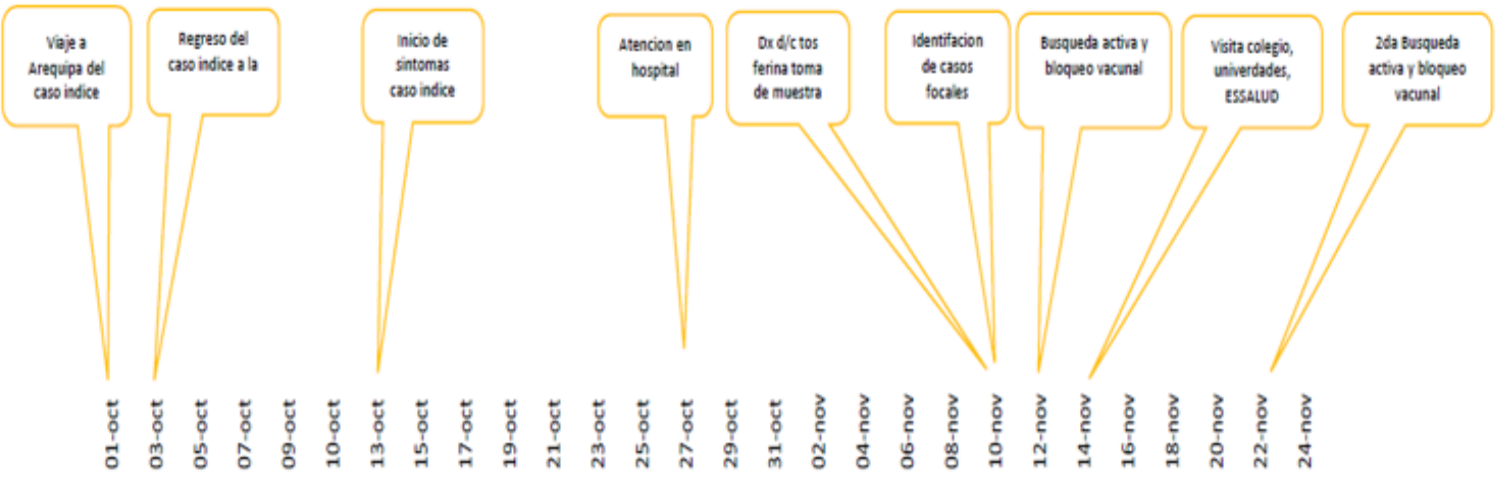 Viaje a
Arequipa del
caso indice
Regreso del
caso indice a la
Inicio de
sintomas
caso indice
Atencion en
hospital
Dx d/c tos
ferina toma
de muestra
Identifacion
de casos
focales
Busqueda activa y
bloqueo vacunal
Visita colegio,
univerdades,
ESSALUD
2da Busqueda
activa y bloqueo
vacunal
01-oct
03-oct
05-oct
07-oct
09-oct
10-oct
13-oct
15-oct
17-oct
19-oct
21-oct
23-oct
25-oct
27-oct
29-oct
31-oct
02-nov
04-nov
06-nov
08-nov
10-nov
12-nov
14-nov
16-nov
18-nov
20-nov
22-nov
24-nov